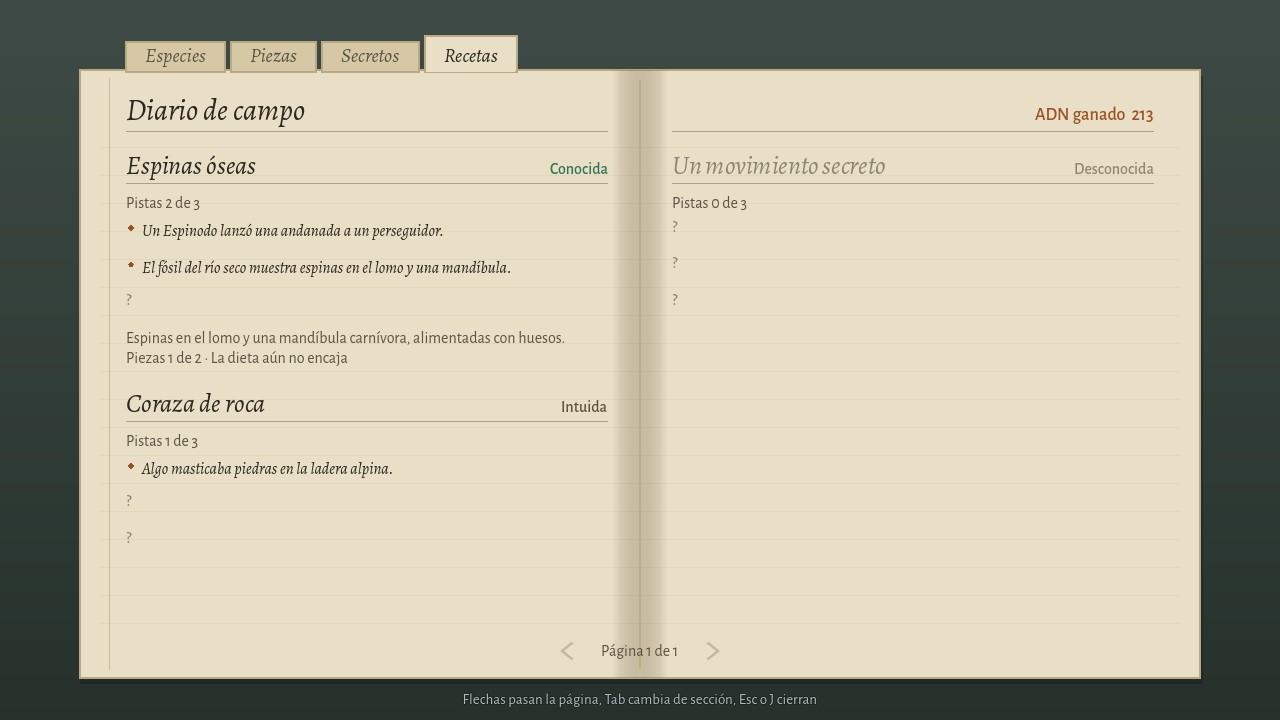 Especies
Piezas
Secretos
Recetas
Diario de campo
ADN ganado 213
Espinas óseas
Conocida
Pistas 2 de 3
Un Espinodo lanzó una andanada a un perseguidor.
El fósil del río seco muestra espinas en el lomo y una mandíbula.
?
Espinas en el lomo y una mandíbula carnívora, alimentadas con huesos.
Piezas 1 de 2 · La dieta aún no encaja
Coraza de roca
Intuida
Pistas 1 de 3
Algo masticaba piedras en la ladera alpina.
?
?
Un movimiento secreto
Desconocida
Pistas 0 de 3
?
?
?
Página 1 de 1
Flechas pasan la página, Tab cambia de sección, Esc o J cierran